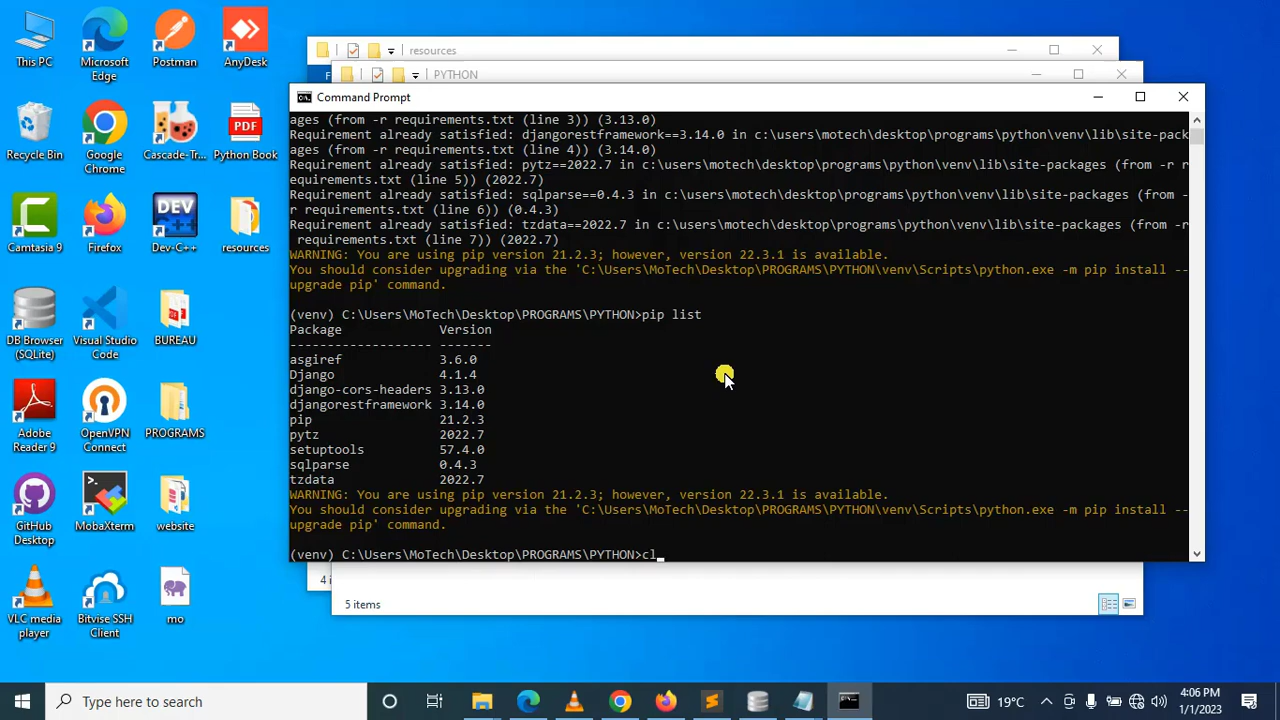 This PC
Microsoft Edge
Postman
AnyDesk
Recycle Bin
Google Chrome
Cascade-Tr...
PDF
Python Book
Camtasia 9
Firefox
DEV
C++
Dev-C++
resources
DB Browser (SQLite)
Visual Studio Code
BUREAU
Adobe Reader 9
OpenVPN Connect
PROGRAMS
GitHub Desktop
MobaXterm
website
VLC media player
Bitvise SSH Client
mo
resources
F
PYTHON
Command Prompt
ages (from -r requirements.txt (line 3)) (3.13.0)
Requirement already satisfied: djangorestframework==3.14.0 in c:\users\motech\desktop\programs\python\venv\lib\site-pack
ages (from -r requirements.txt (line 4)) (3.14.0)
Requirement already satisfied: pytz==2022.7 in c:\users\motech\desktop\programs\python\venv\lib\site-packages (from -r r
equirements.txt (line 5)) (2022.7)
Requirement already satisfied: sqlparse==0.4.3 in c:\users\motech\desktop\programs\python\venv\lib\site-packages (from -
r requirements.txt (line 6)) (0.4.3)
Requirement already satisfied: tzdata==2022.7 in c:\users\motech\desktop\programs\python\venv\lib\site-packages (from -r
 requirements.txt (line 7)) (2022.7)
WARNING: You are using pip version 21.2.3; however, version 22.3.1 is available.
You should consider upgrading via the 'C:\Users\MoTech\Desktop\PROGRAMS\PYTHON\venv\Scripts\python.exe -m pip install --
upgrade pip' command.
(venv) C:\Users\MoTech\Desktop\PROGRAMS\PYTHON>pip list
Package Version
------------------- -------
asgiref 3.6.0
Django 4.1.4
django-cors-headers 3.13.0
djangorestframework 3.14.0
pip 21.2.3
pytz 2022.7
setuptools 57.4.0
sqlparse 0.4.3
tzdata 2022.7
WARNING: You are using pip version 21.2.3; however, version 22.3.1 is available.
You should consider upgrading via the 'C:\Users\MoTech\Desktop\PROGRAMS\PYTHON\venv\Scripts\python.exe -m pip install --
upgrade pip' command.
(venv) C:\Users\MoTech\Desktop\PROGRAMS\PYTHON>cl
4 i
5 items
Type here to search
19°C
4:06 PM
1/1/2023